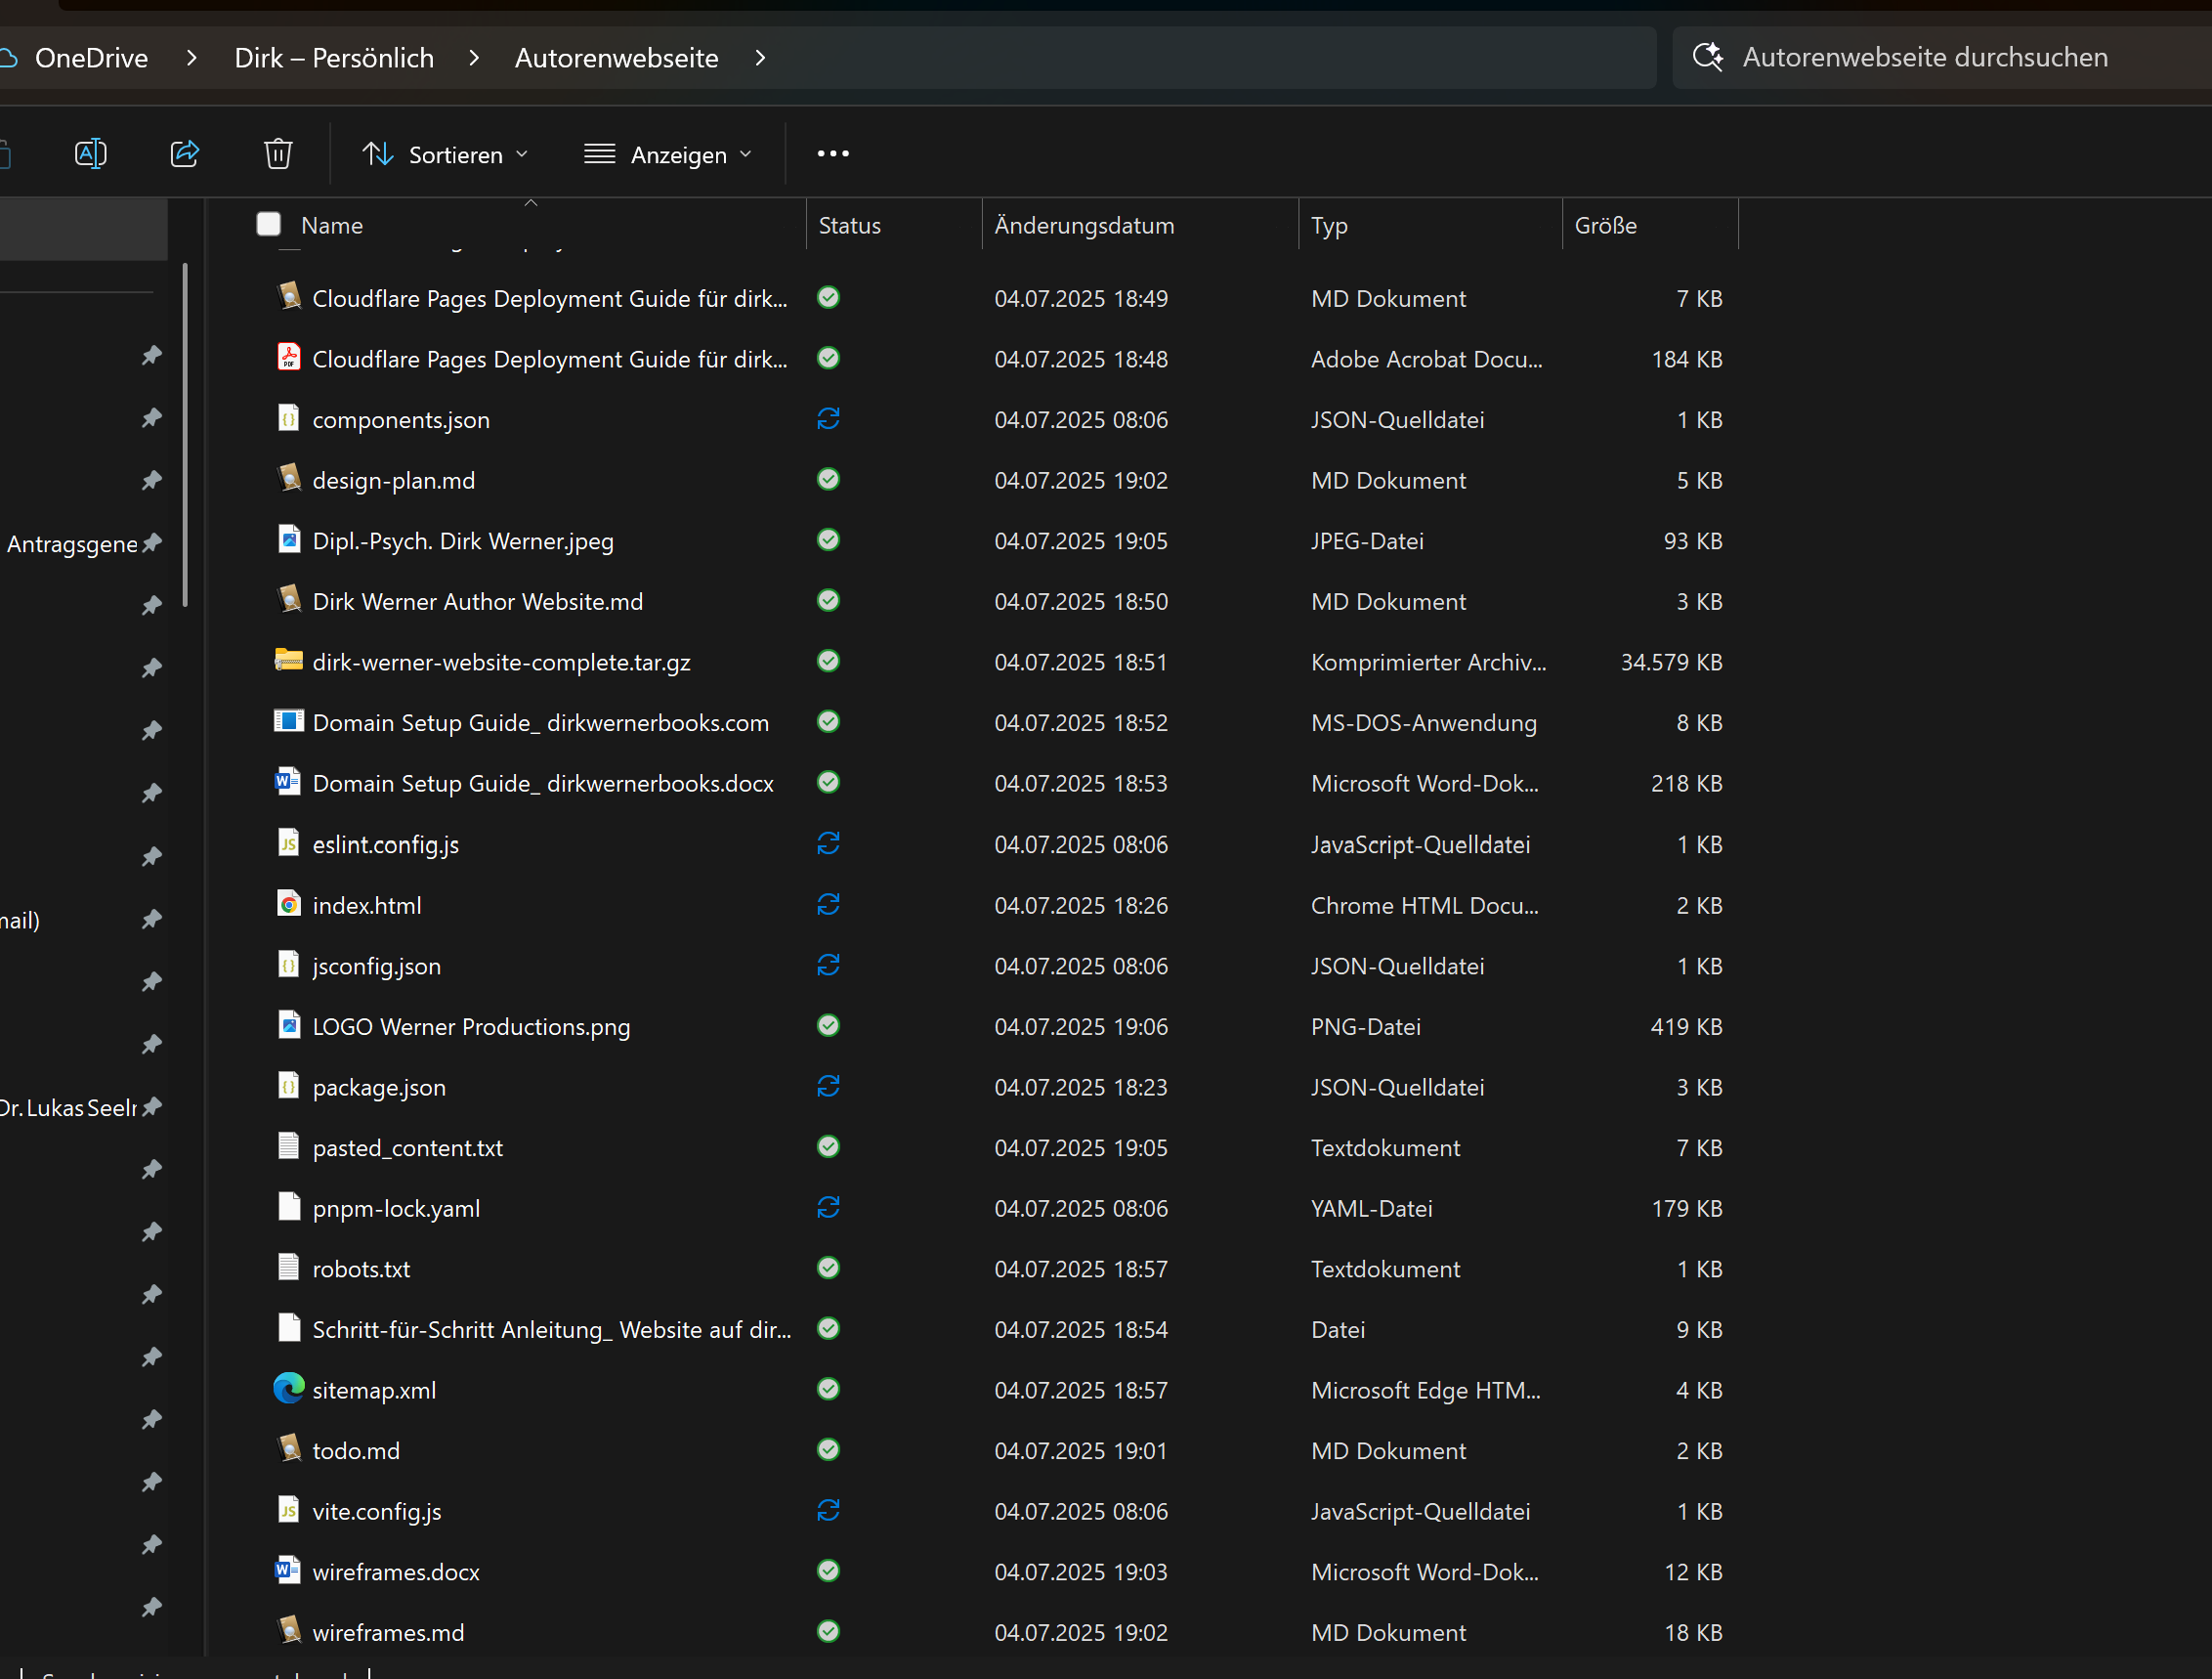 OneDrive > Dirk – Persönlich > Autorenwebseite >
Autorenwebseite durchsuchen
Sortieren
Anzeigen
Name Status Änderungsdatum Typ Größe
Cloudflare Pages Deployment Guide für dirk... 04.07.2025 18:49 MD Dokument 7 KB
Cloudflare Pages Deployment Guide für dirk... 04.07.2025 18:48 Adobe Acrobat Docu... 184 KB
components.json 04.07.2025 08:06 JSON-Quelldatei 1 KB
design-plan.md 04.07.2025 19:02 MD Dokument 5 KB
Dipl.-Psych. Dirk Werner.jpeg 04.07.2025 19:05 JPEG-Datei 93 KB
Dirk Werner Author Website.md 04.07.2025 18:50 MD Dokument 3 KB
dirk-werner-website-complete.tar.gz 04.07.2025 18:51 Komprimierter Archiv... 34.579 KB
Domain Setup Guide_ dirkwernerbooks.com 04.07.2025 18:52 MS-DOS-Anwendung 8 KB
Domain Setup Guide_ dirkwernerbooks.docx 04.07.2025 18:53 Microsoft Word-Dok... 218 KB
eslint.config.js 04.07.2025 08:06 JavaScript-Quelldatei 1 KB
index.html 04.07.2025 18:26 Chrome HTML Docu... 2 KB
jsconfig.json 04.07.2025 08:06 JSON-Quelldatei 1 KB
LOGO Werner Productions.png 04.07.2025 19:06 PNG-Datei 419 KB
package.json 04.07.2025 18:23 JSON-Quelldatei 3 KB
pasted_content.txt 04.07.2025 19:05 Textdokument 7 KB
pnpm-lock.yaml 04.07.2025 08:06 YAML-Datei 179 KB
robots.txt 04.07.2025 18:57 Textdokument 1 KB
Schritt-für-Schritt Anleitung_ Website auf dir... 04.07.2025 18:54 Datei 9 KB
sitemap.xml 04.07.2025 18:57 Microsoft Edge HTM... 4 KB
todo.md 04.07.2025 19:01 MD Dokument 2 KB
vite.config.js 04.07.2025 08:06 JavaScript-Quelldatei 1 KB
wireframes.docx 04.07.2025 19:03 Microsoft Word-Dok... 12 KB
wireframes.md 04.07.2025 19:02 MD Dokument 18 KB
Antragsgene
mail)
Dr. Lukas Seelr